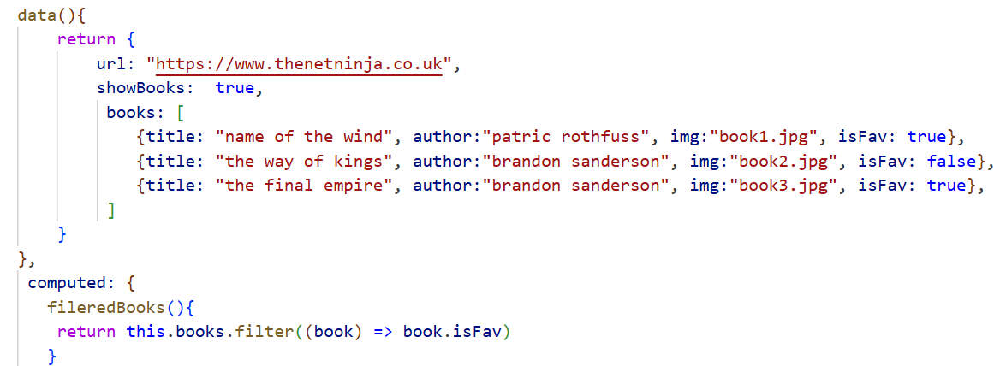 data(){
return {
url: "https://www.thenetninja.co.uk",
showBooks:  true,
books: [
{title: "name of the wind", author:"patric rothfuss", img:"book1.jpg", isFav: true},
{title: "the way of kings", author:"brandon sanderson", img:"book2.jpg", isFav: false},
{title: "the final empire", author:"brandon sanderson", img:"book3.jpg", isFav: true},
]
}
},
computed: {
fileredBooks(){
return this.books.filter((book) => book.isFav)
}